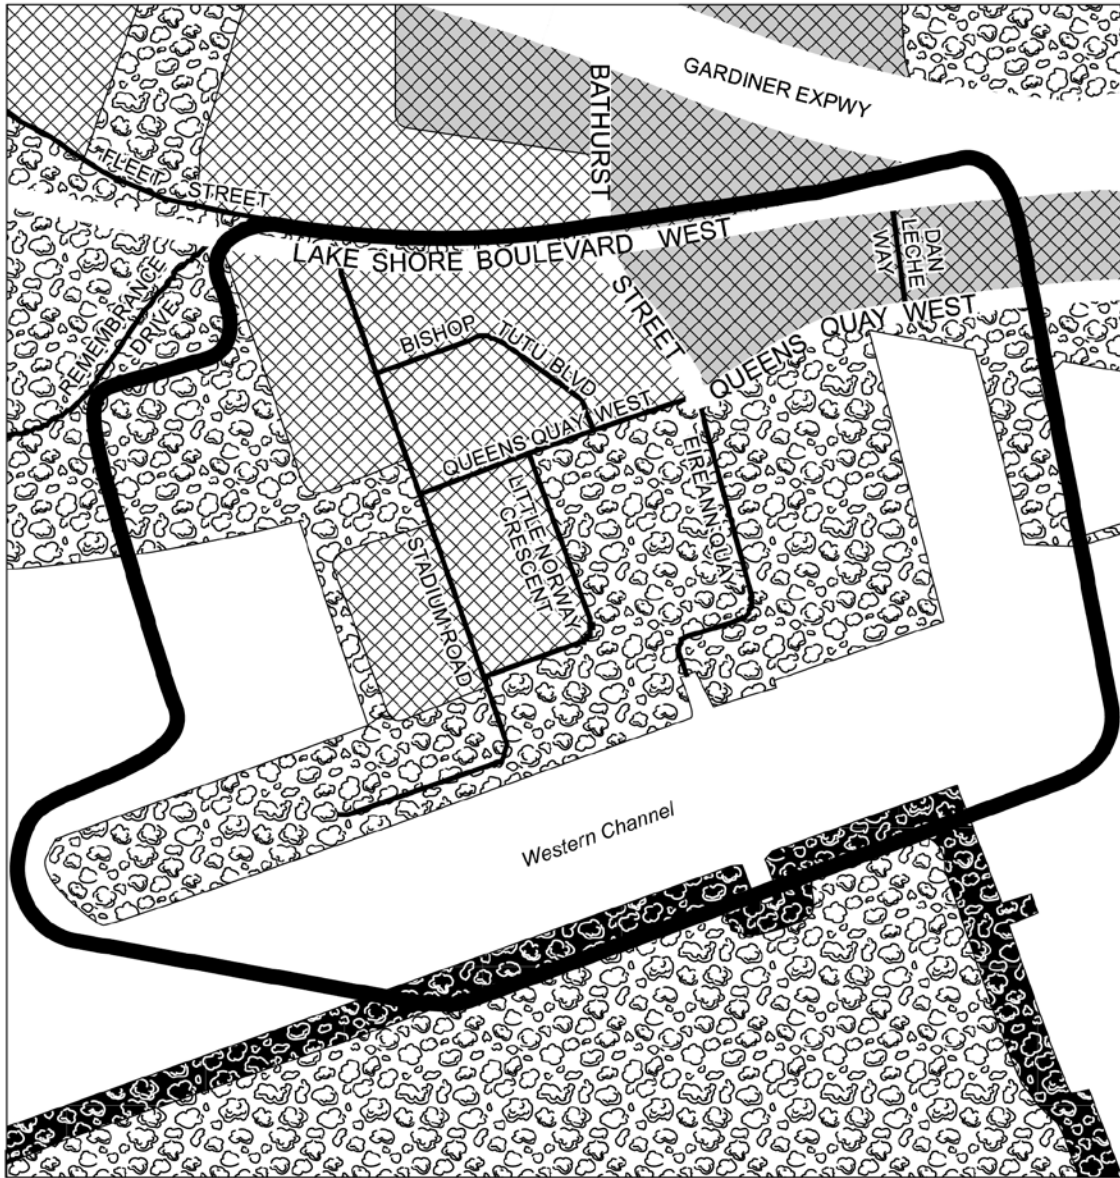 GARDINER EXPWY
BATHURST
STREET
FLEET STREET
LAKE SHORE BOULEVARD WEST
DAN
LECHE
WAY
REMEMBRANCE
DRIVE
BISHOP TUTU BLVD
QUEENS QUAY WEST
QUEENS QUAY WEST
EIREANN QUAY
LITTLE NORWAY
CRESCENT
STADIUM ROAD
Western Channel